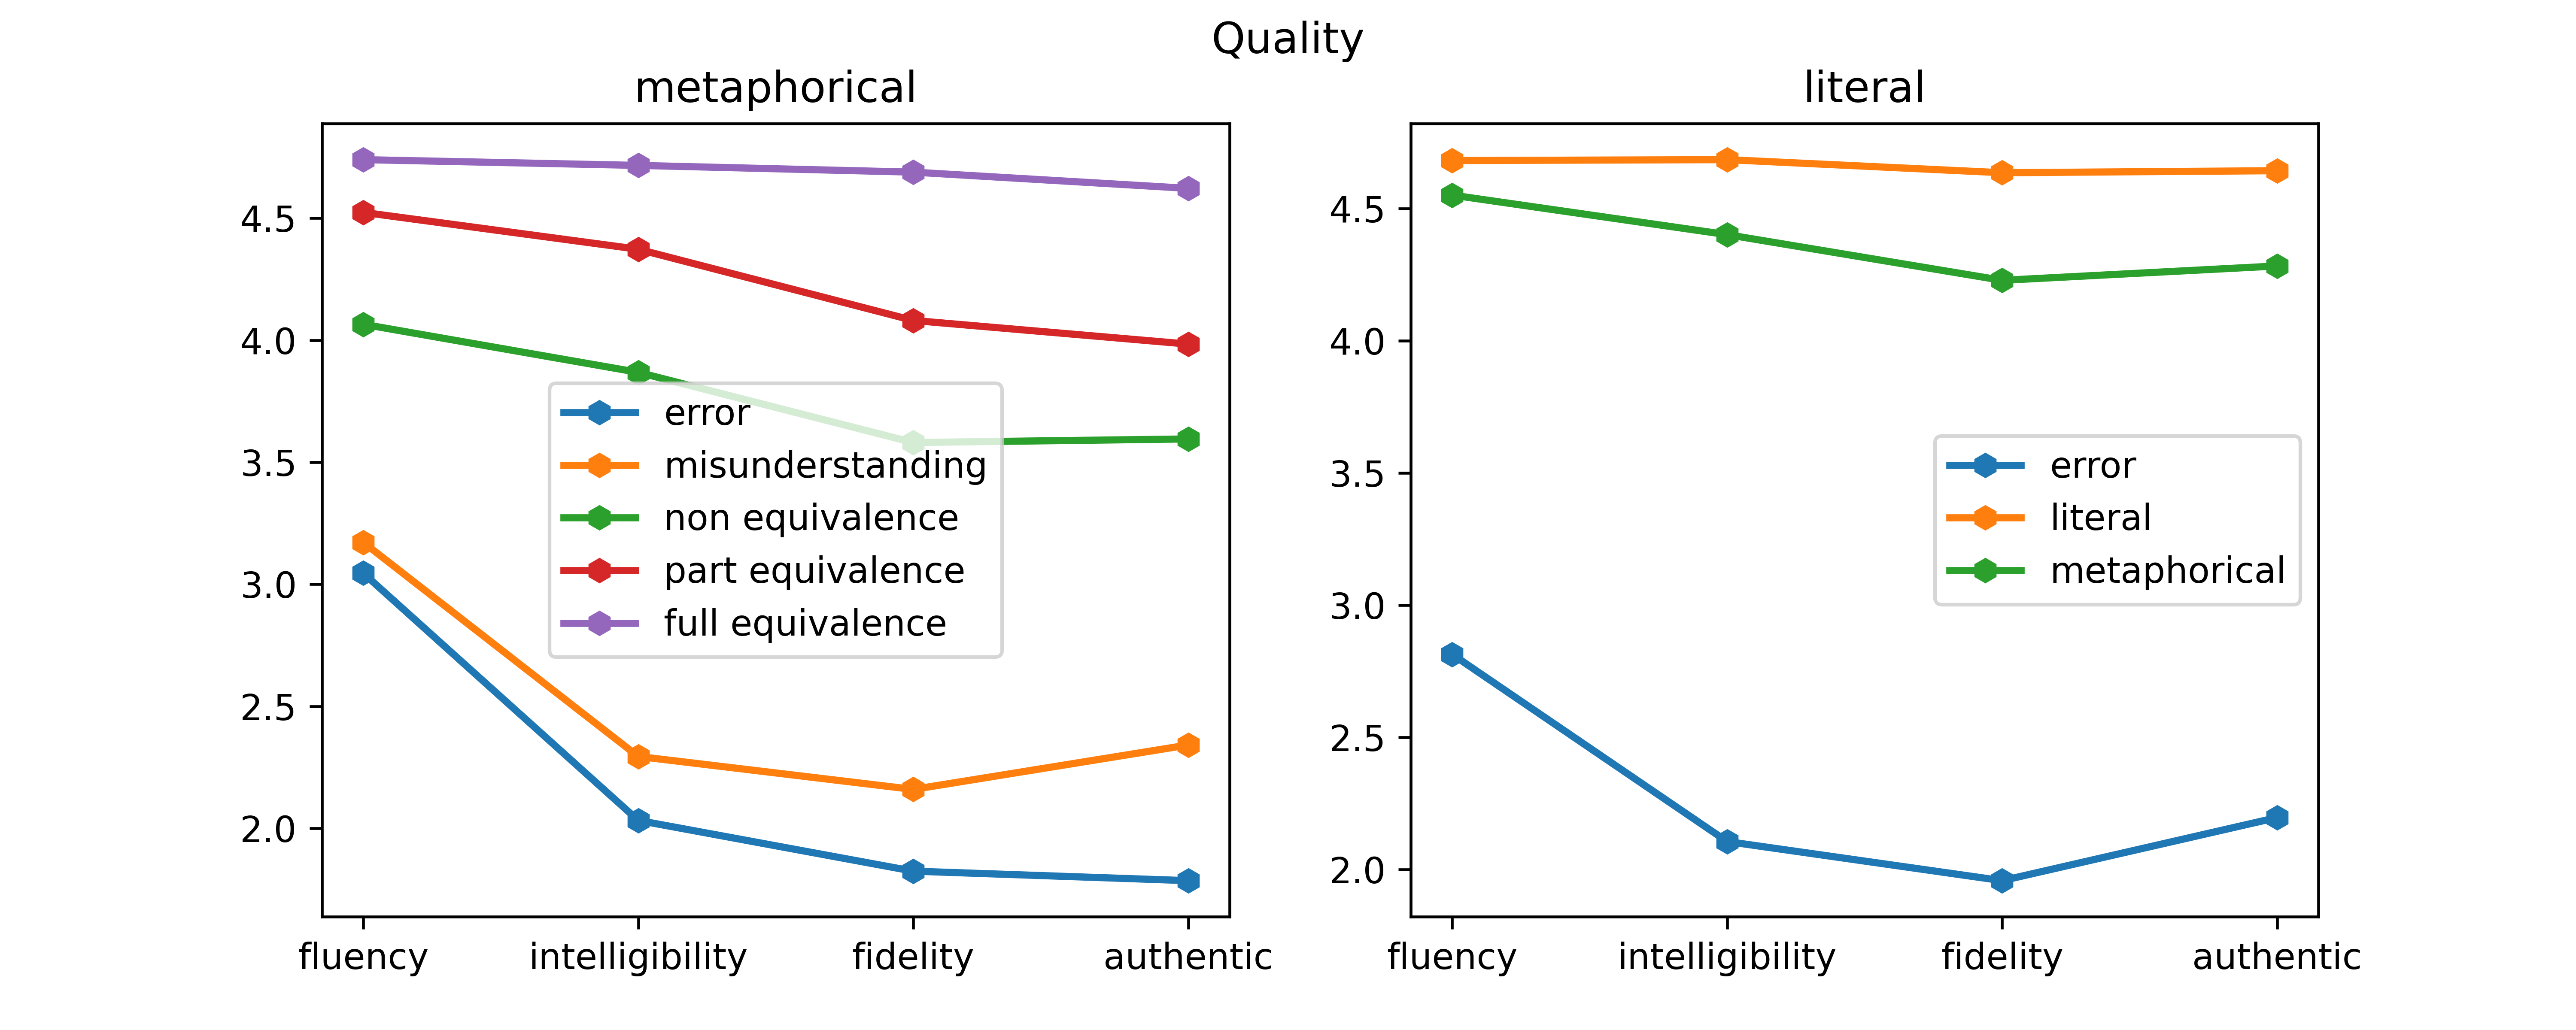 Quality
metaphorical
4.5
4.0
3.5
3.0
2.5
2.0
error
misunderstanding
non equivalence
part equivalence
full equivalence
fluency intelligibility fidelity authentic
literal
4.5
4.0
3.5
3.0
2.5
2.0
error
literal
metaphorical
fluency intelligibility fidelity authentic